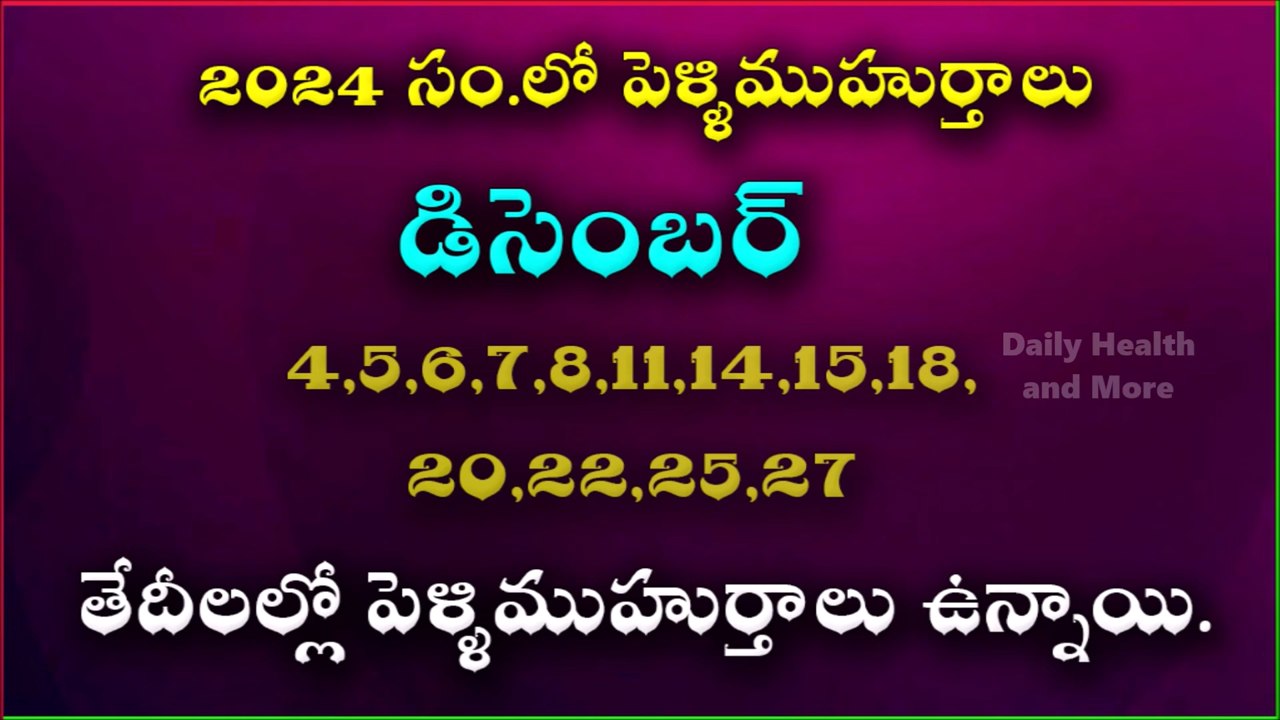 2024 సం.లో పెళ్ళిముహుర్తాలు
డిసెంబర్
4,5,6,7,8,11,14,15,18,
20,22,25,27
Daily Health
and More
తేదీలల్లో పెళ్ళిముహుర్తాలు ఉన్నాయి.